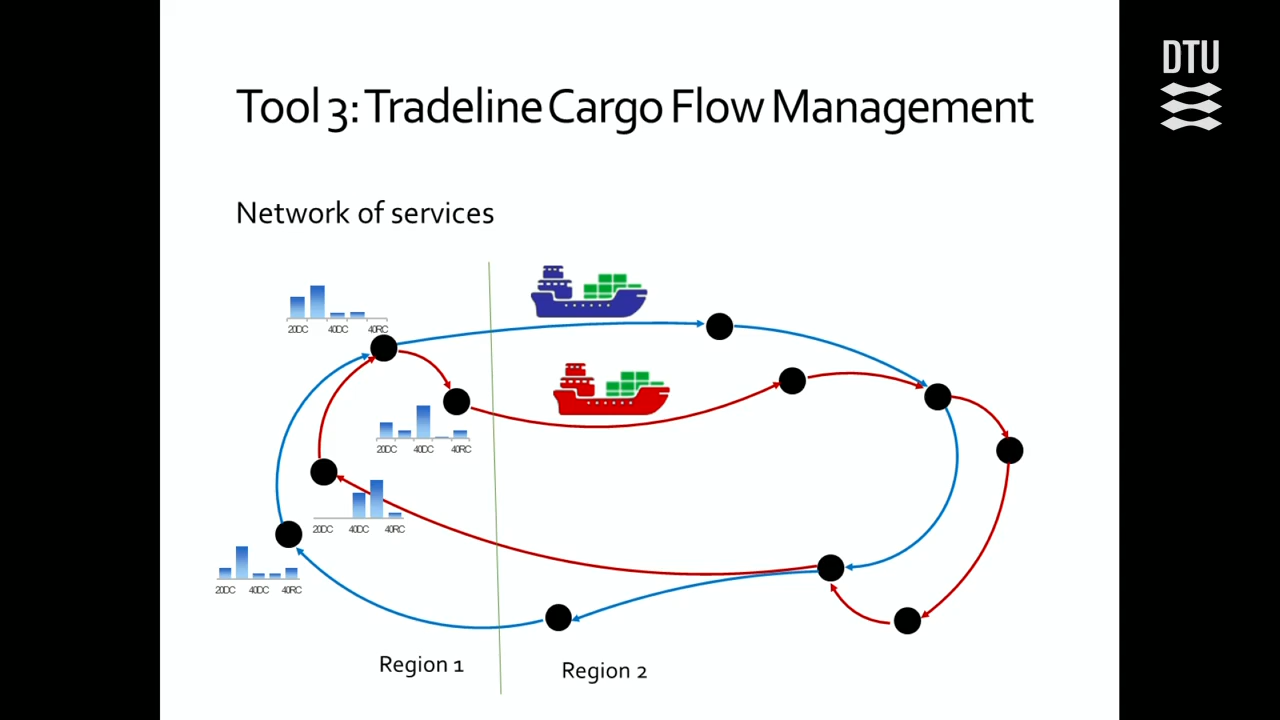 DTU
Tool 3: Tradeline Cargo Flow Management
Network of services
20DC 40DC 40RC
20DC 40DC 40RC
20DC 40DC 40RC
20DC 40DC 40RC
Region 1
Region 2